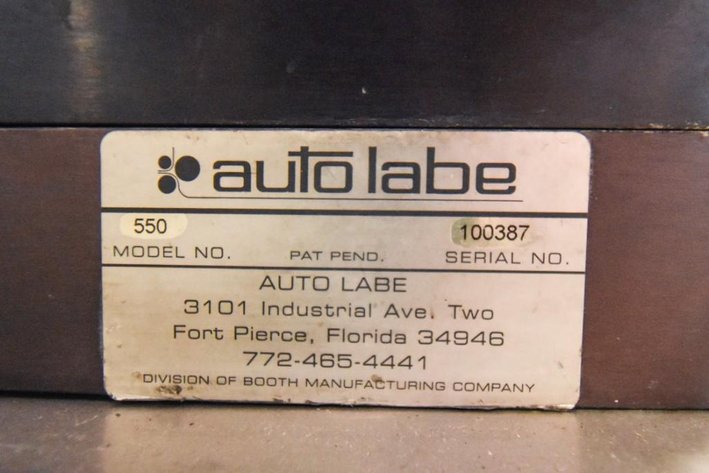 auto labe
550 100387
MODEL NO. PAT PEND. SERIAL NO.
AUTO LABE
3101 Industrial Ave. Two
Fort Pierce, Florida 34946
772-465-4441
DIVISION OF BOOTH MANUFACTURING COMPANY